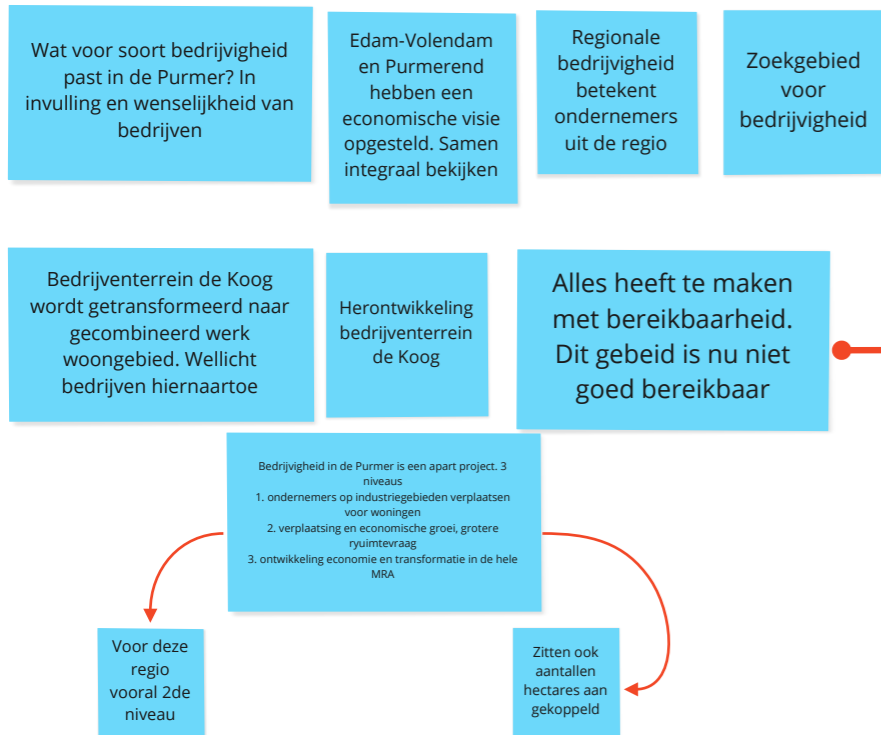 Wat voor soort bedrijvigheid
past in de Purmer? In
invulling en wenselijkheid van
bedrijven
Edam-Volendam
en Purmerend
hebben een
economische visie
opgesteld. Samen
integraal bekijken
Regionale
bedrijvigheid
betekent
ondernemers
uit de regio
Zoekgebied
voor
bedrijvigheid
Bedrijventerrein de Koog
wordt getransformeerd naar
gecombineerd werk
woongebied. Wellicht
bedrijven hiernaartoe
Herontwikkeling
bedrijventerrein
de Koog
Alles heeft te maken
met bereikbaarheid.
Dit gebeid is nu niet
goed bereikbaar
Bedrijvigheid in de Purmer is een apart project. 3
niveaus
1. ondernemers op industriegebieden verplaatsen
voor woningen
2. verplaatsing en economische groei, grotere
ryuimtevraag
3. ontwikkeling economie en transformatie in de hele
MRA
Voor deze
regio
vooral 2de
niveau
Zitten ook
aantallen
hectares aan
gekoppeld